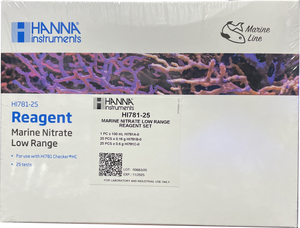 HANNA
instruments
Marine
Line
HI781-25
Reagent
Marine Nitrate
Low Range
• For use with HI781 Checker HC
• 25 tests
HANNA
instruments
HI781-25
MARINE NITRATE LOW RANGE
REAGENT SET
FOR LABORATORY AND INDUSTRIAL USE ONLY